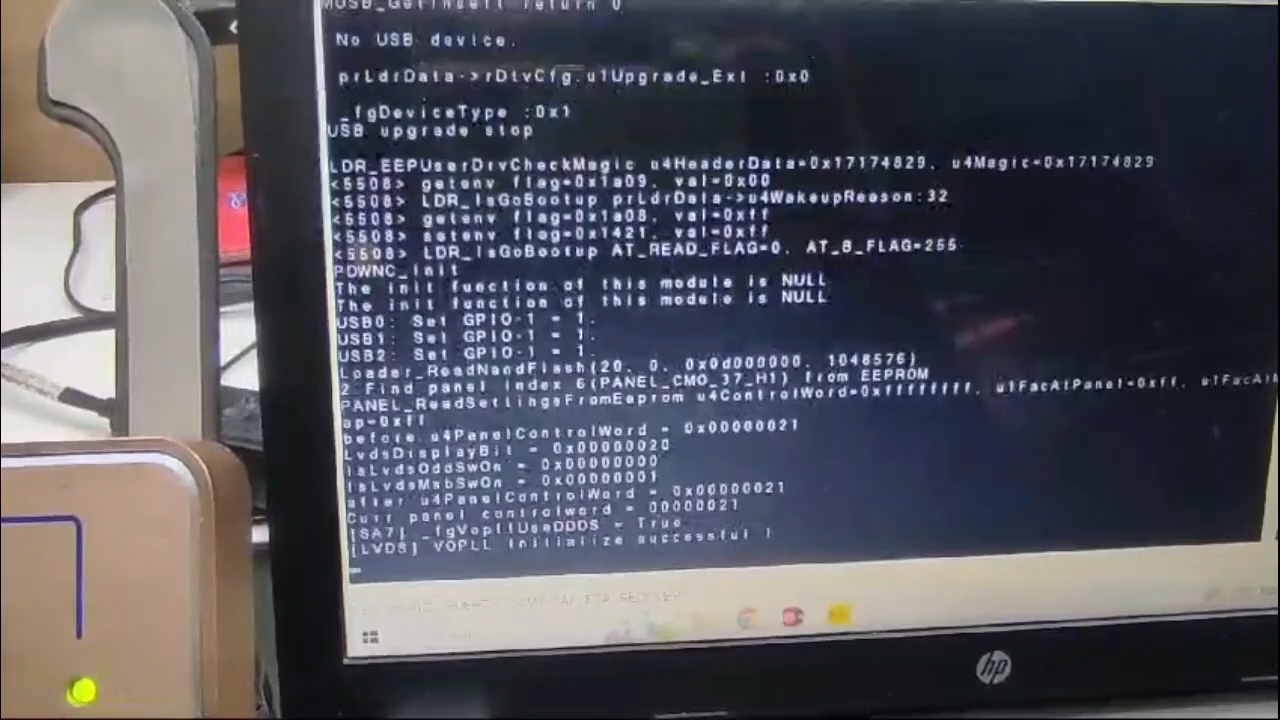 MUSB_GetInsert return 0
No USB device.
prLdrData->rDtvCfg.u1Upgrade_Ext :0x0
_fgDeviceType :0x1
USB upgrade stop
LDR_EEPUserDrvCheckMagic u4HeaderData=0x17174829, u4Magic=0x17174829
<5508> getenv flag=0x1a09, val=0x00
<5508> LDR_IsGoBootup prLdrData->u4WakeupReason:32
<5508> getenv flag=0x1a08, val=0xff
<5508> setenv flag=0x1421, val=0xff
<5508> LDR_IsGoBootup AT_READ_FLAG=0, AT_B_FLAG=255
PDWNC_Init
The init function of this module is NULL
The init function of this module is NULL
USB0: Set GPIO-1 = 1.
USB1: Set GPIO-1 = 1.
USB2: Set GPIO-1 = 1.
Loader_ReadNandFlash(20, 0, 0x0d000000, 1048576)
2 Find panel index 6(PANEL_CMO_37_H1) from EEPROM
PANEL_ReadSettingsFromEeprom u4ControlWord=0xffffffff, u1FacAtPanel=0xff, u1FacAt
ap=0xff
before u4PanelControlWord = 0x00000021
LvdsDisplayBit = 0x00000020
IsLvdsOddSwOn = 0x00000000
IsLvdsMsbSwOn = 0x00000001
after u4PanelControlWord = 0x00000021
Curr panel controlword = 00000021
[SA7] _fgVopllUseDDDS = True
[LVDS] VOPLL initialize successful !
hp